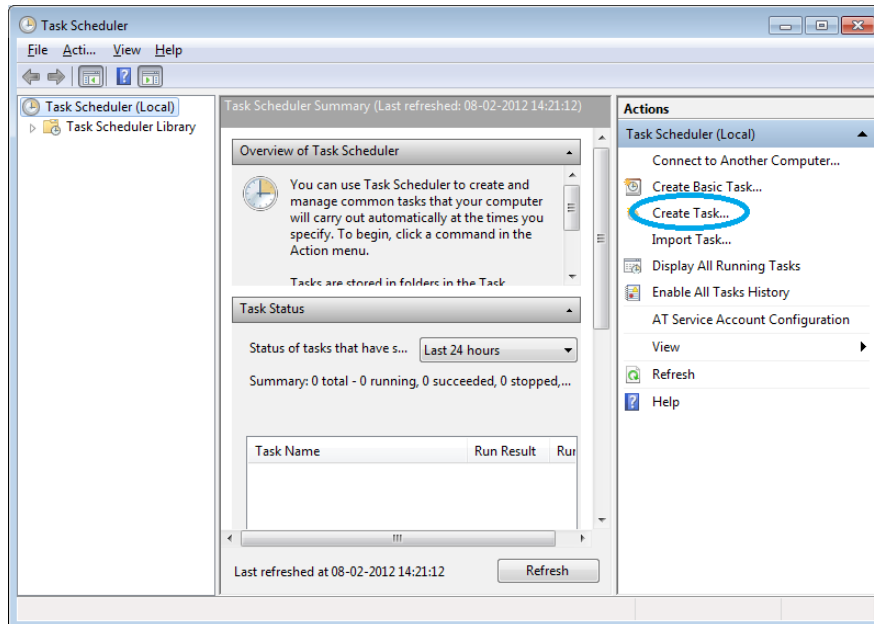 Task Scheduler
File Acti... View Help
Task Scheduler (Local)
Task Scheduler Library
Task Scheduler Summary (Last refreshed: 08-02-2012 14:21:12)
Overview of Task Scheduler
You can use Task Scheduler to create and
manage common tasks that your computer
will carry out automatically at the times you
specify. To begin, click a command in the
Action menu.
Tasks are stored in folders in the Task
Task Status
Status of tasks that have s... Last 24 hours
Summary: 0 total - 0 running, 0 succeeded, 0 stopped,...
Task Name Run Result Rur
Last refreshed at 08-02-2012 14:21:12 Refresh
Actions
Task Scheduler (Local)
Connect to Another Computer...
Create Basic Task...
Create Task...
Import Task...
Display All Running Tasks
Enable All Tasks History
AT Service Account Configuration
View
Refresh
Help